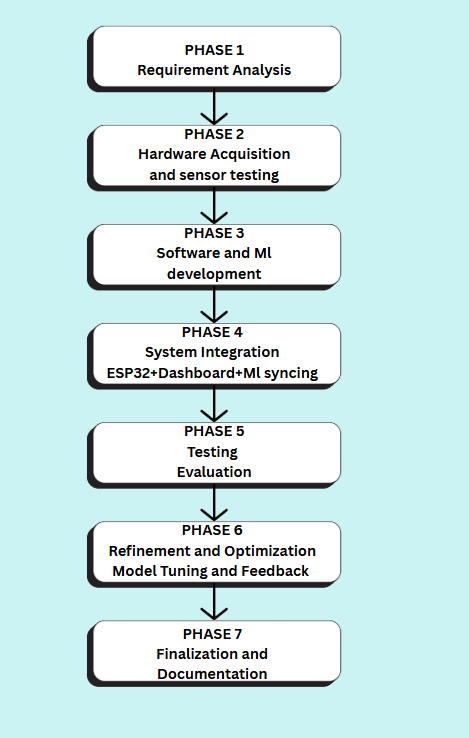 PHASE 1
Requirement Analysis
PHASE 2
Hardware Acquisition
and sensor testing
PHASE 3
Software and Ml
development
PHASE 4
System Integration
ESP32+Dashboard+Ml syncing
PHASE 5
Testing
Evaluation
PHASE 6
Refinement and Optimization
Model Tuning and Feedback
PHASE 7
Finalization and
Documentation